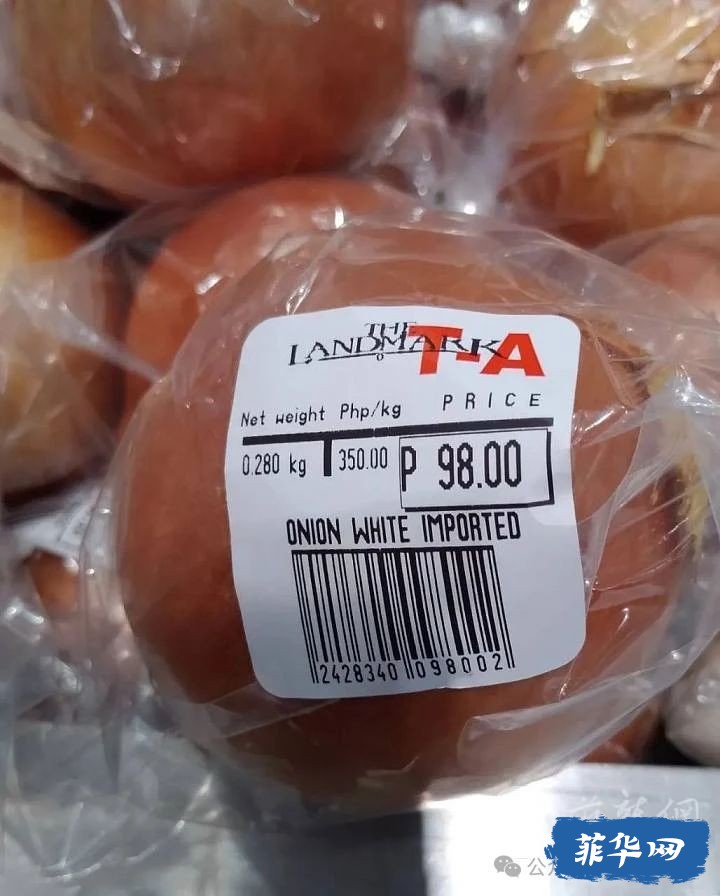 THE
LANDMARK T-A
Net weight Php/kg PRICE
0.280 kg 350.00 P 98.00
ONION WHITE IMPORTED
2428340 098002
公
菲华网